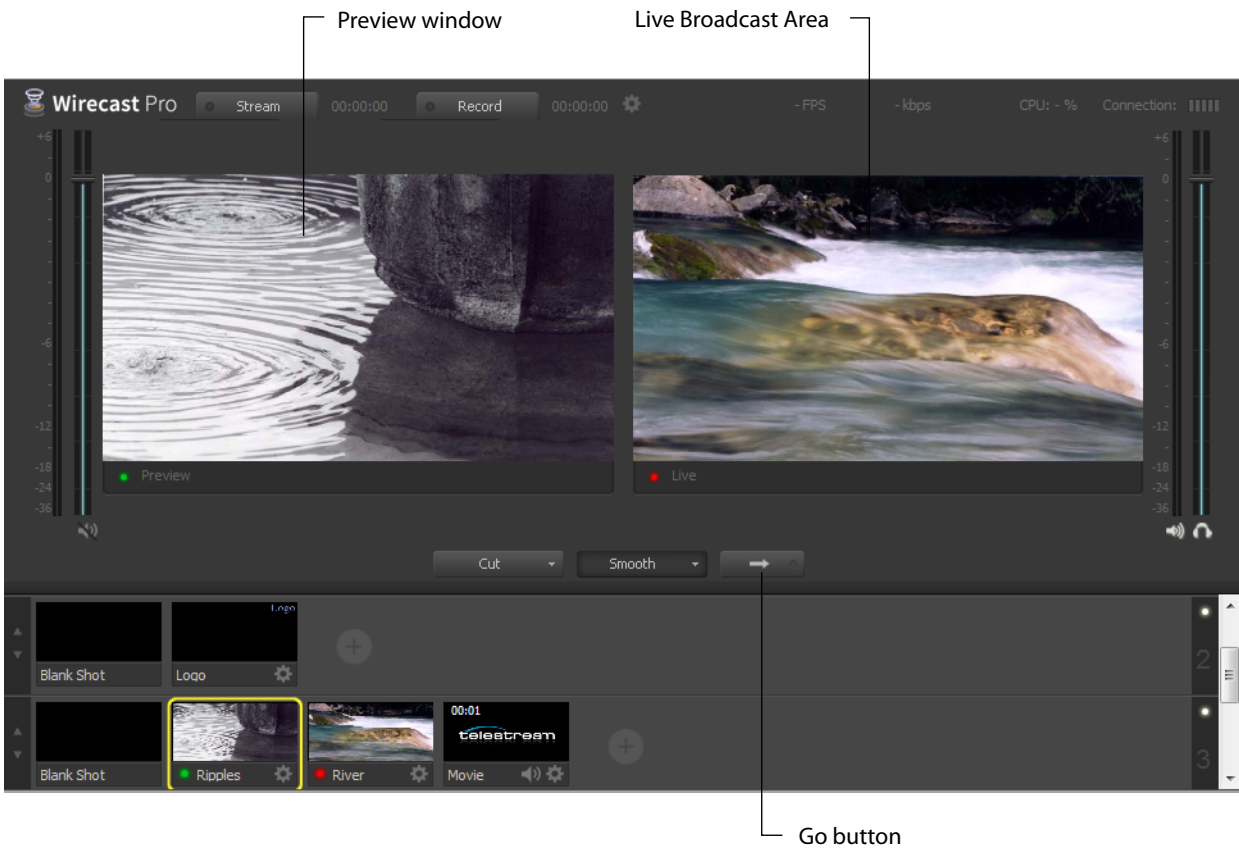 Preview window
Live Broadcast Area
Wirecast Pro
Stream
00:00:00
Record
00:00:00
- FPS
- kbps
CPU: - %
Connection:
+6
-
0
-
-
-
-6
-
-12
-
-18
-24
-36
+6
-
0
-
-
-
-6
-
-12
-
-18
-24
-36
Preview
Live
Cut
Smooth
Logo
Blank Shot
Logo
2
00:01
telestream
Blank Shot
Ripples
River
Movie
3
Go button